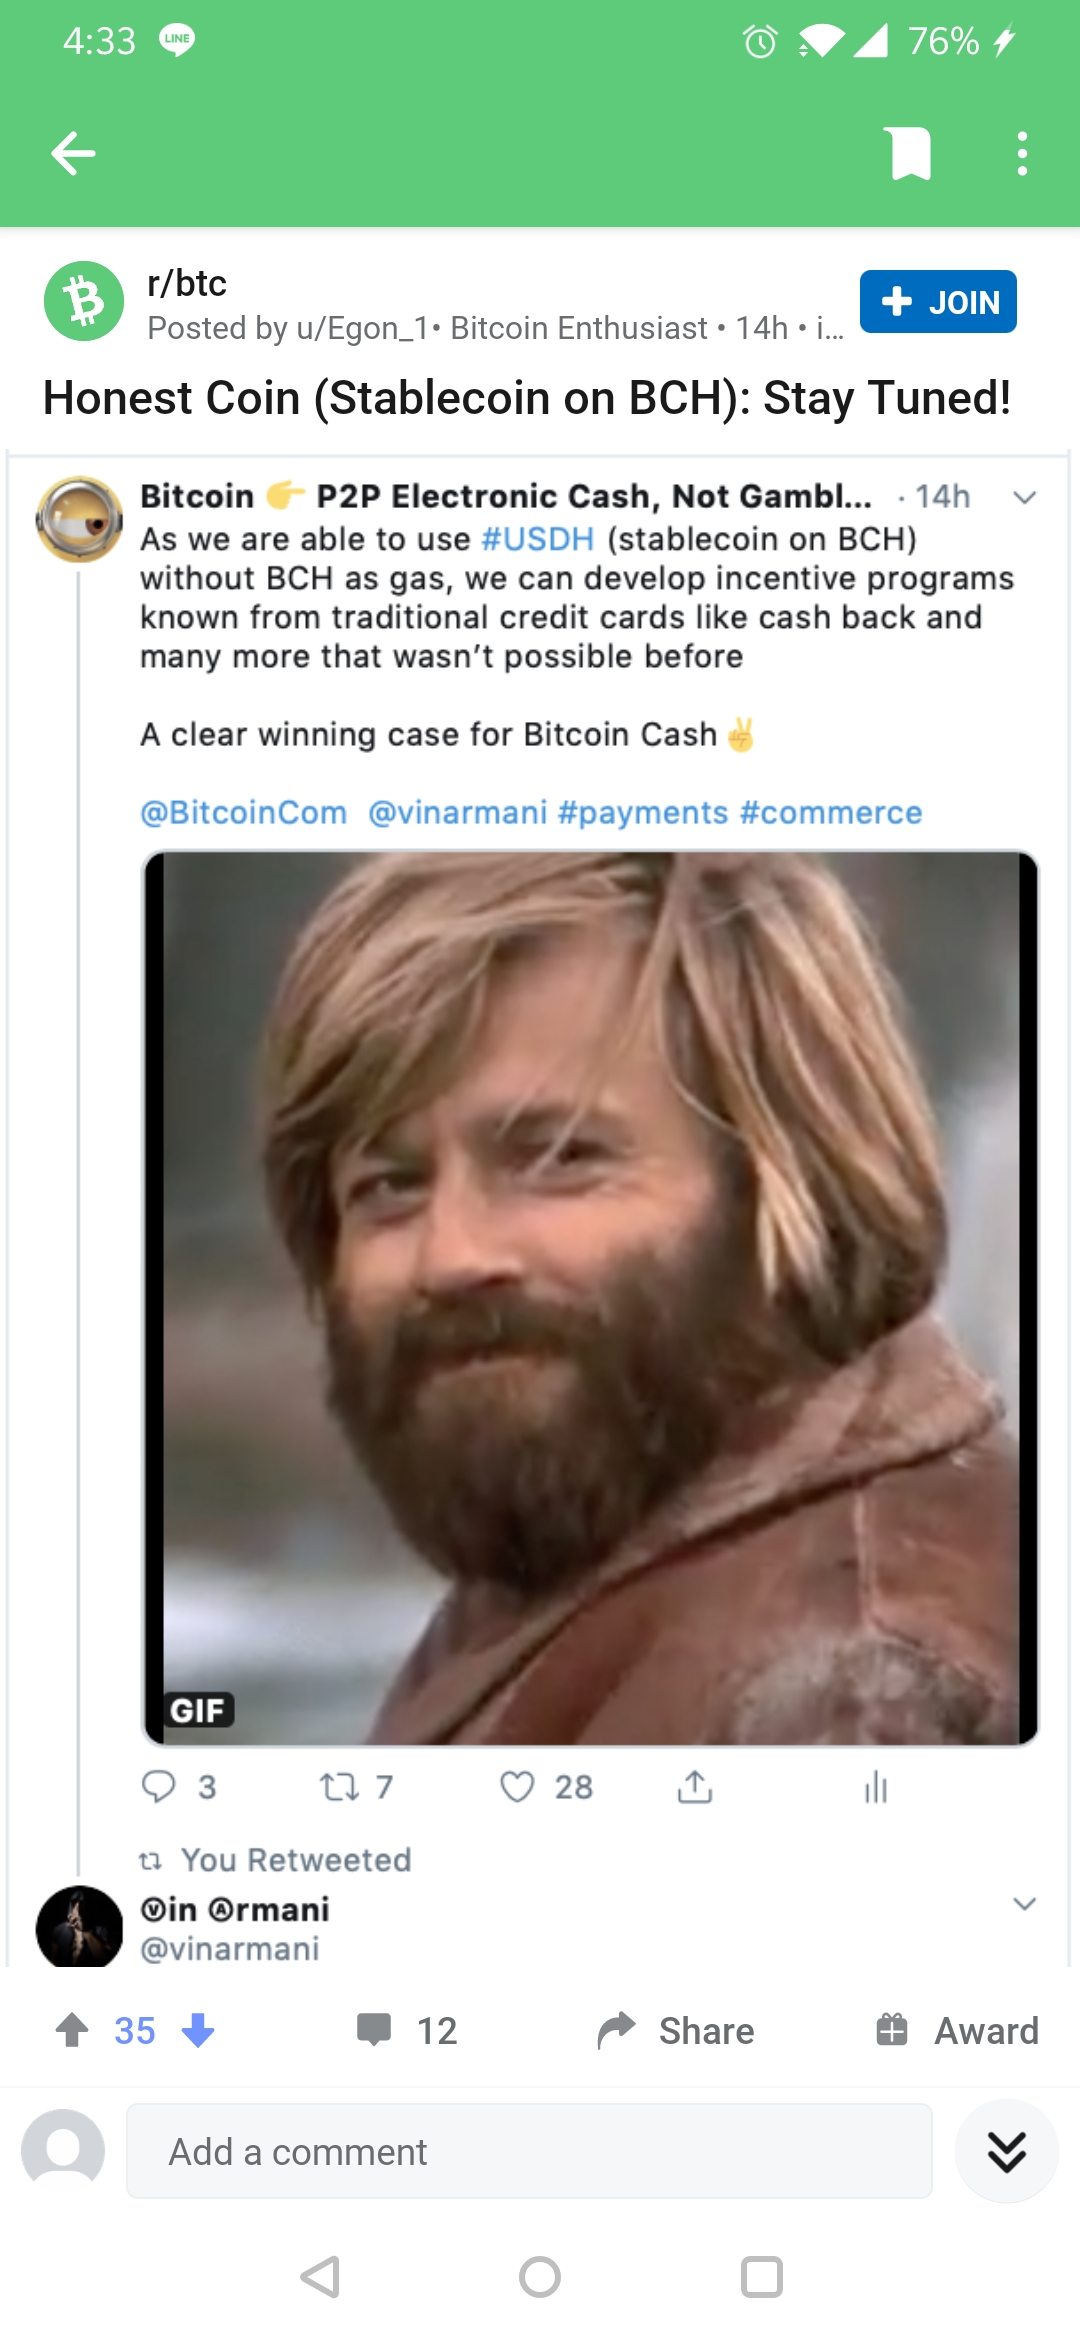 4:33 LINE 76%
r/btc
Posted by u/Egon_1• Bitcoin Enthusiast • 14h • i...
+ JOIN
Honest Coin (Stablecoin on BCH): Stay Tuned!
Bitcoin 👉 P2P Electronic Cash, Not Gambl... · 14h
As we are able to use #USDH (stablecoin on BCH)
without BCH as gas, we can develop incentive programs
known from traditional credit cards like cash back and
many more that wasn't possible before
A clear winning case for Bitcoin Cash ✌
@BitcoinCom @vinarmani #payments #commerce
GIF
3 7 28
You Retweeted
Ⓥin Ⓐrmani
@vinarmani
35 12 Share Award
Add a comment